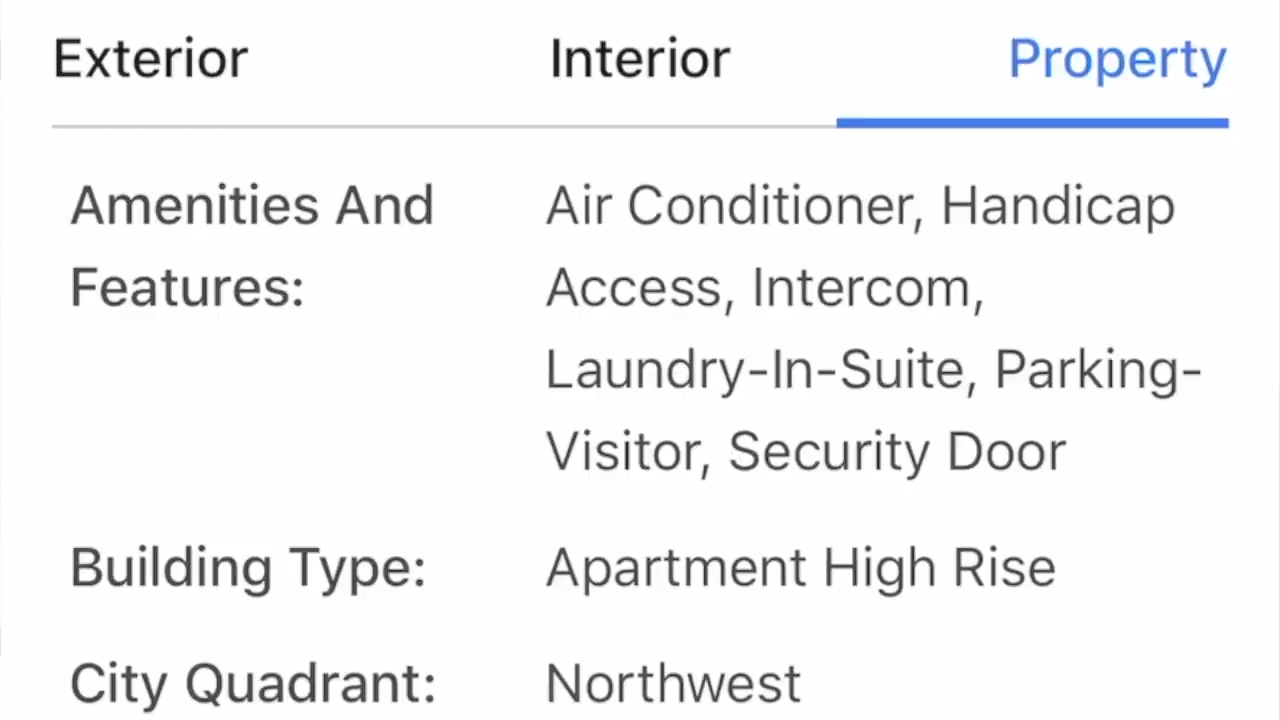 Exterior Interior Property
Amenities And Air Conditioner, Handicap
Features: Access, Intercom,
Laundry-In-Suite, Parking-
Visitor, Security Door
Building Type: Apartment High Rise
City Quadrant: Northwest